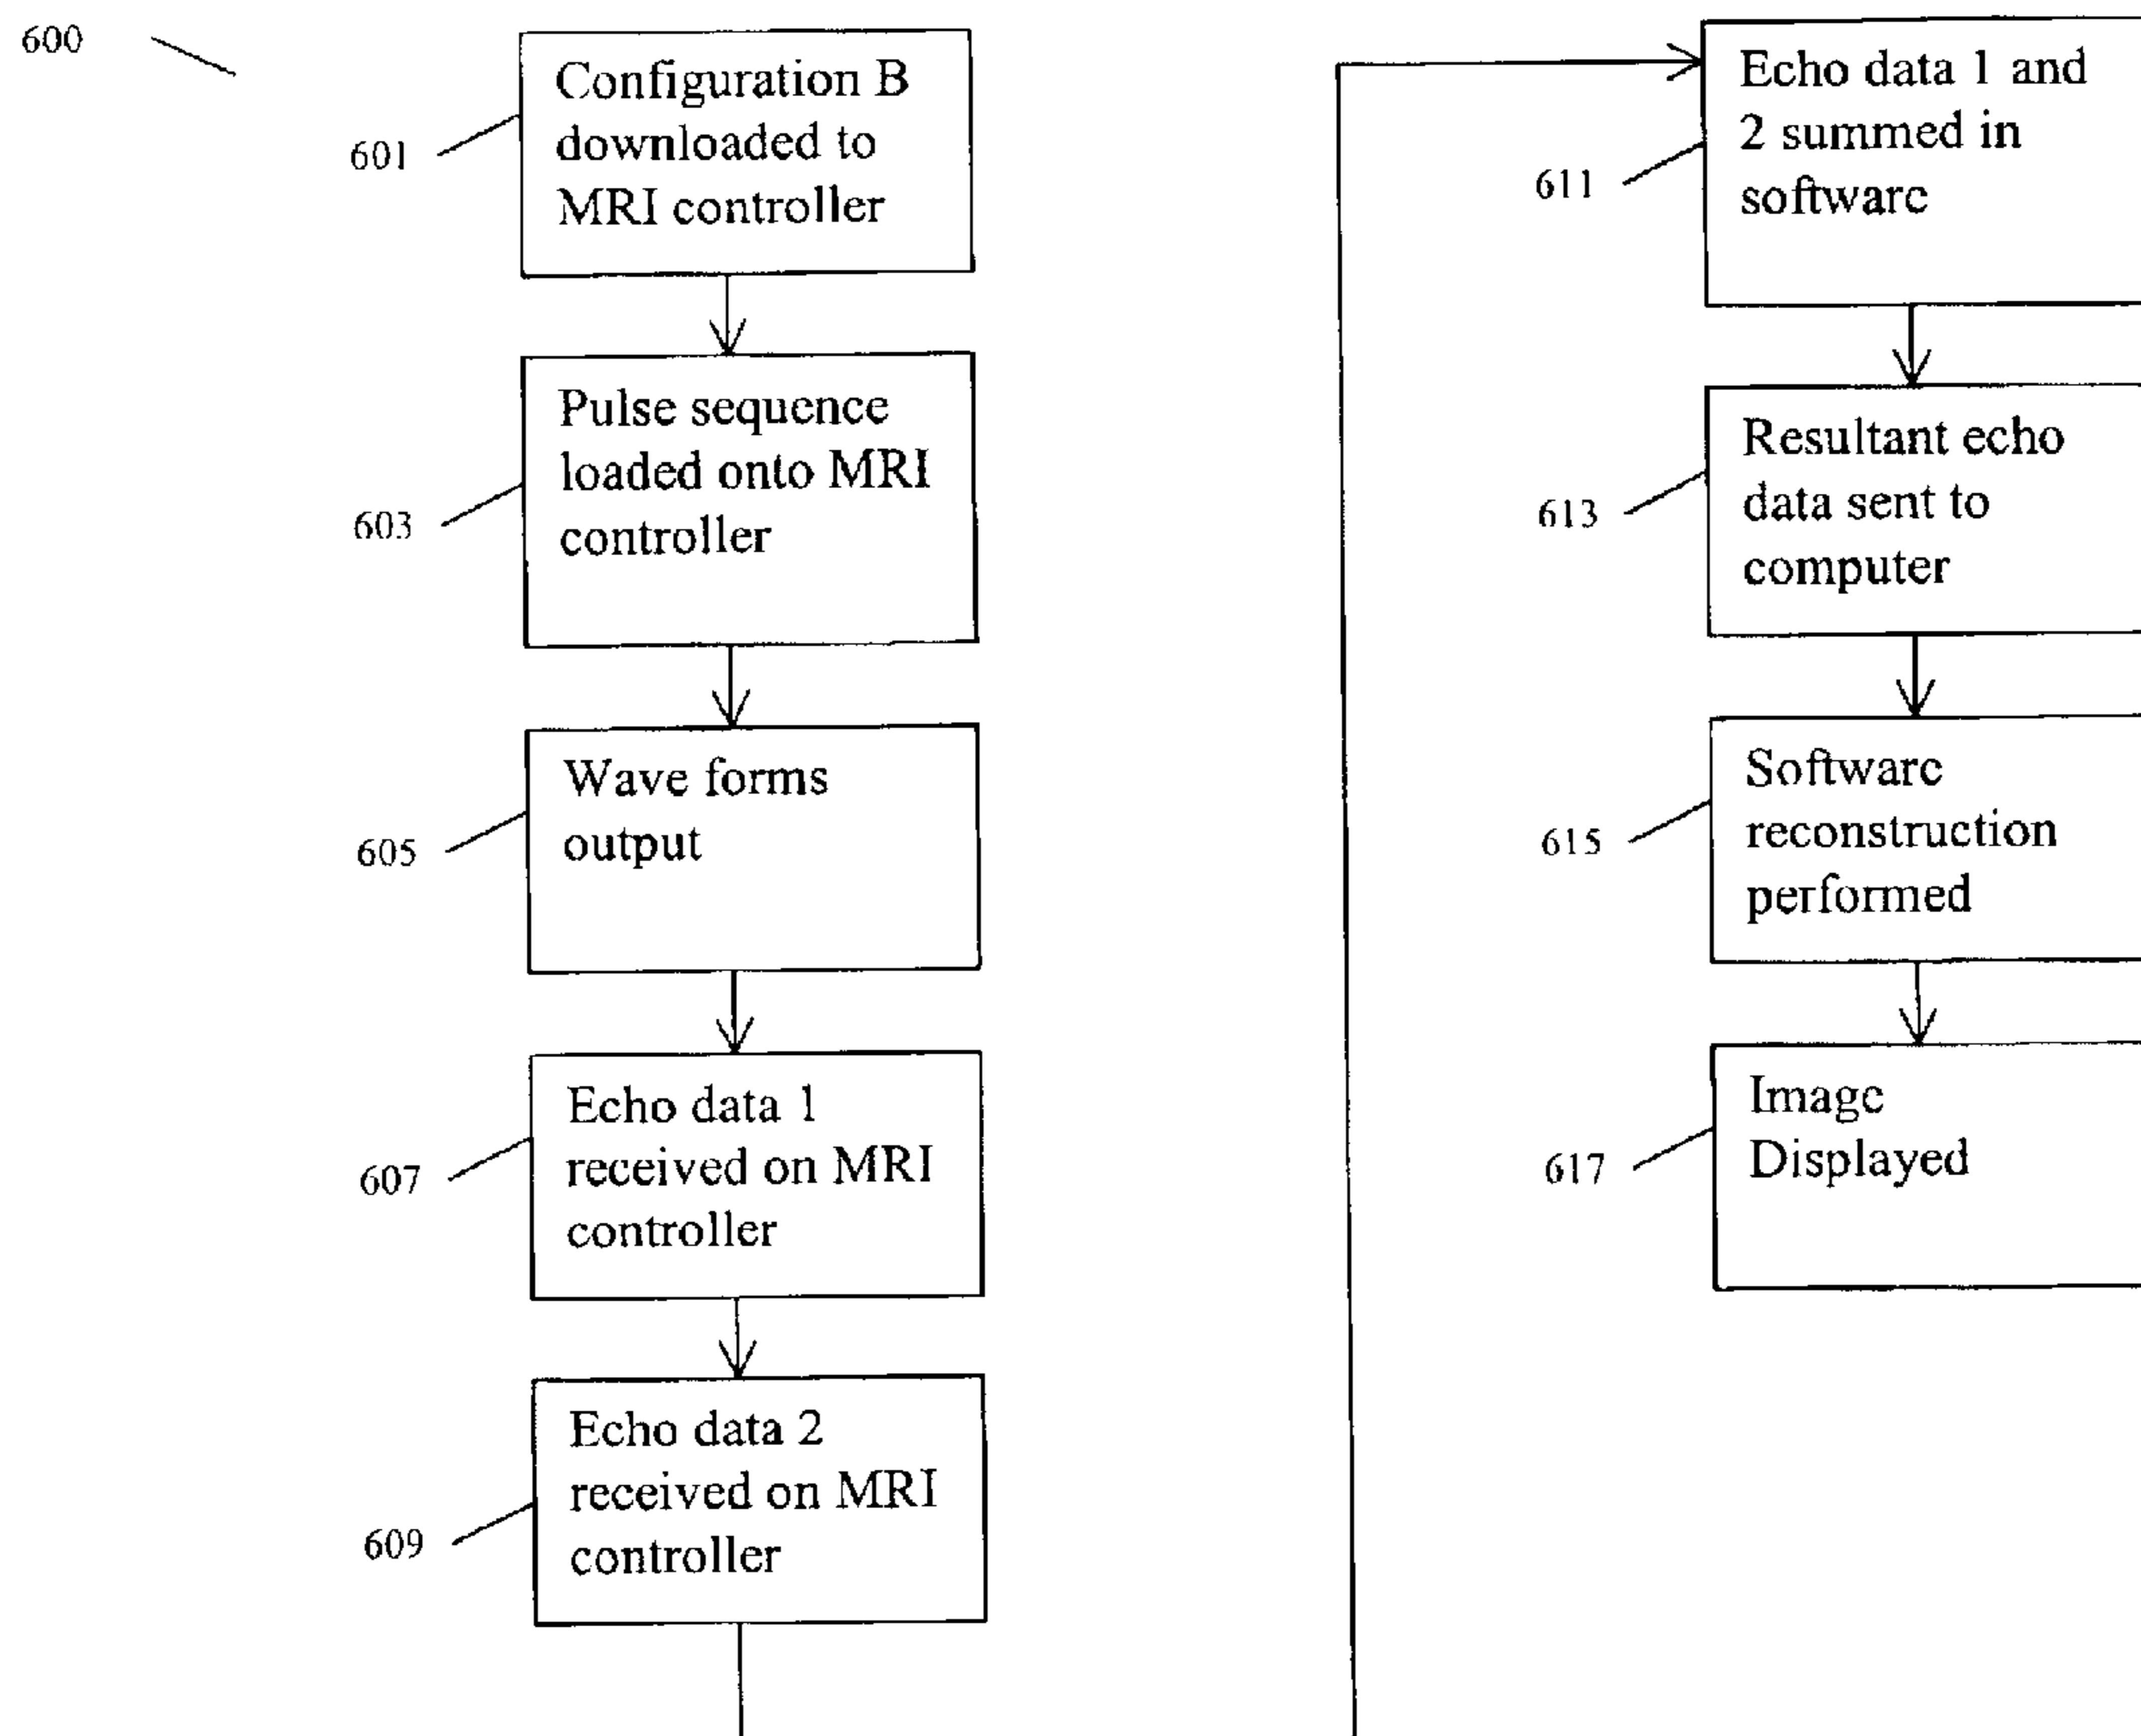 600
601
Configuration B
downloaded to
MRI controller
603
Pulse sequence
loaded onto MRI
controller
605
Wave forms
output
607
Echo data 1
received on MRI
controller
609
Echo data 2
received on MRI
controller
611
Echo data 1 and
2 summed in
software
613
Resultant echo
data sent to
computer
615
Software
reconstruction
performed
617
Image
Displayed